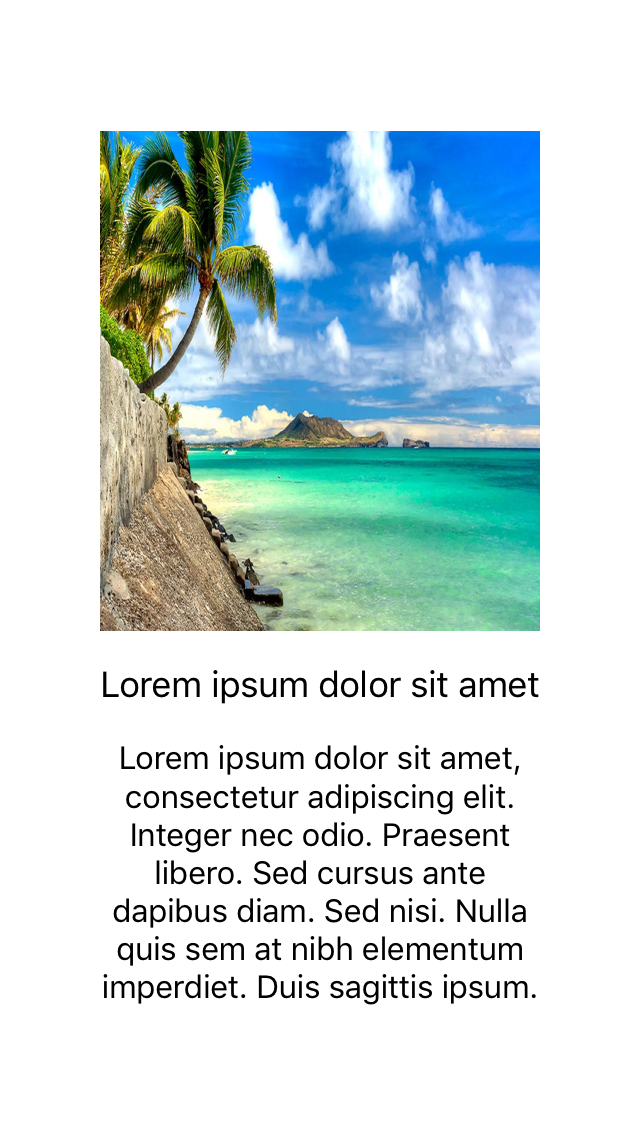 Lorem ipsum dolor sit amet
Lorem ipsum dolor sit amet,
consectetur adipiscing elit.
Integer nec odio. Praesent
libero. Sed cursus ante
dapibus diam. Sed nisi. Nulla
quis sem at nibh elementum
imperdiet. Duis sagittis ipsum.